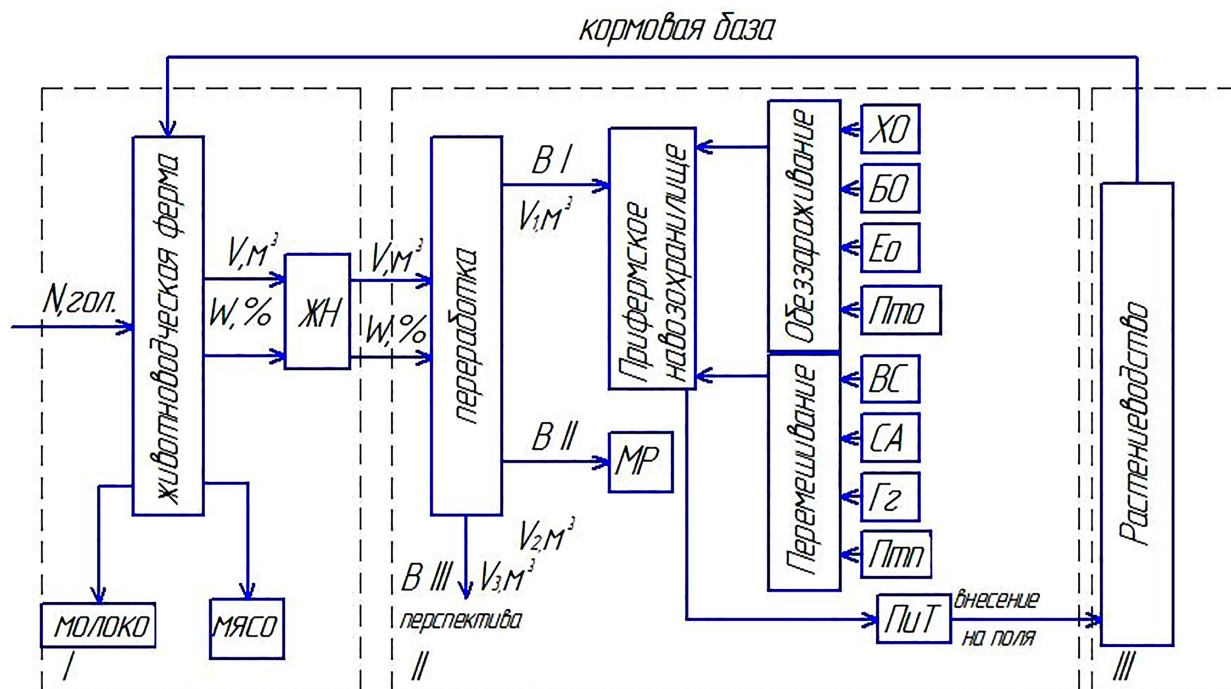 кормовая база
N,гол.
животноводческая ферма
V,м³
W,%
ЖН
V,м³
W,%
переработка
В I
V₁,м³
Прифермское
навозохранилище
Обеззараживание
ХО
БО
Ео
Пто
Перемешивание
ВС
СА
Гг
Птп
В II
МР
V₂,м³
В III
V₃,м³
перспектива
МОЛОКО
МЯСО
ПиТ
внесение
на поля
Растениеводство
I
II
III